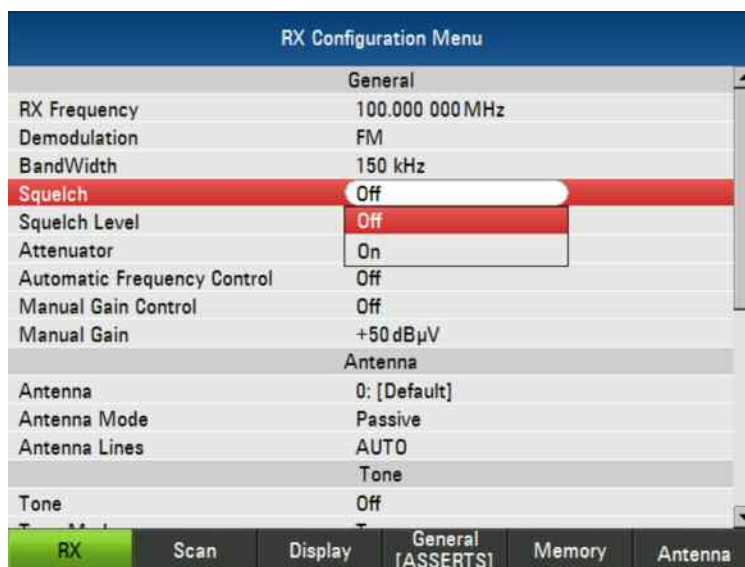 RX Configuration Menu
General
RX Frequency 100.000 000 MHz
Demodulation FM
BandWidth 150 kHz
Squelch Off
Squelch Level Off
Attenuator On
Automatic Frequency Control Off
Manual Gain Control Off
Manual Gain +50 dBµV
Antenna
Antenna 0: [Default]
Antenna Mode Passive
Antenna Lines AUTO
Tone
Tone Off
RX Scan Display General [ASSERTS] Memory Antenna